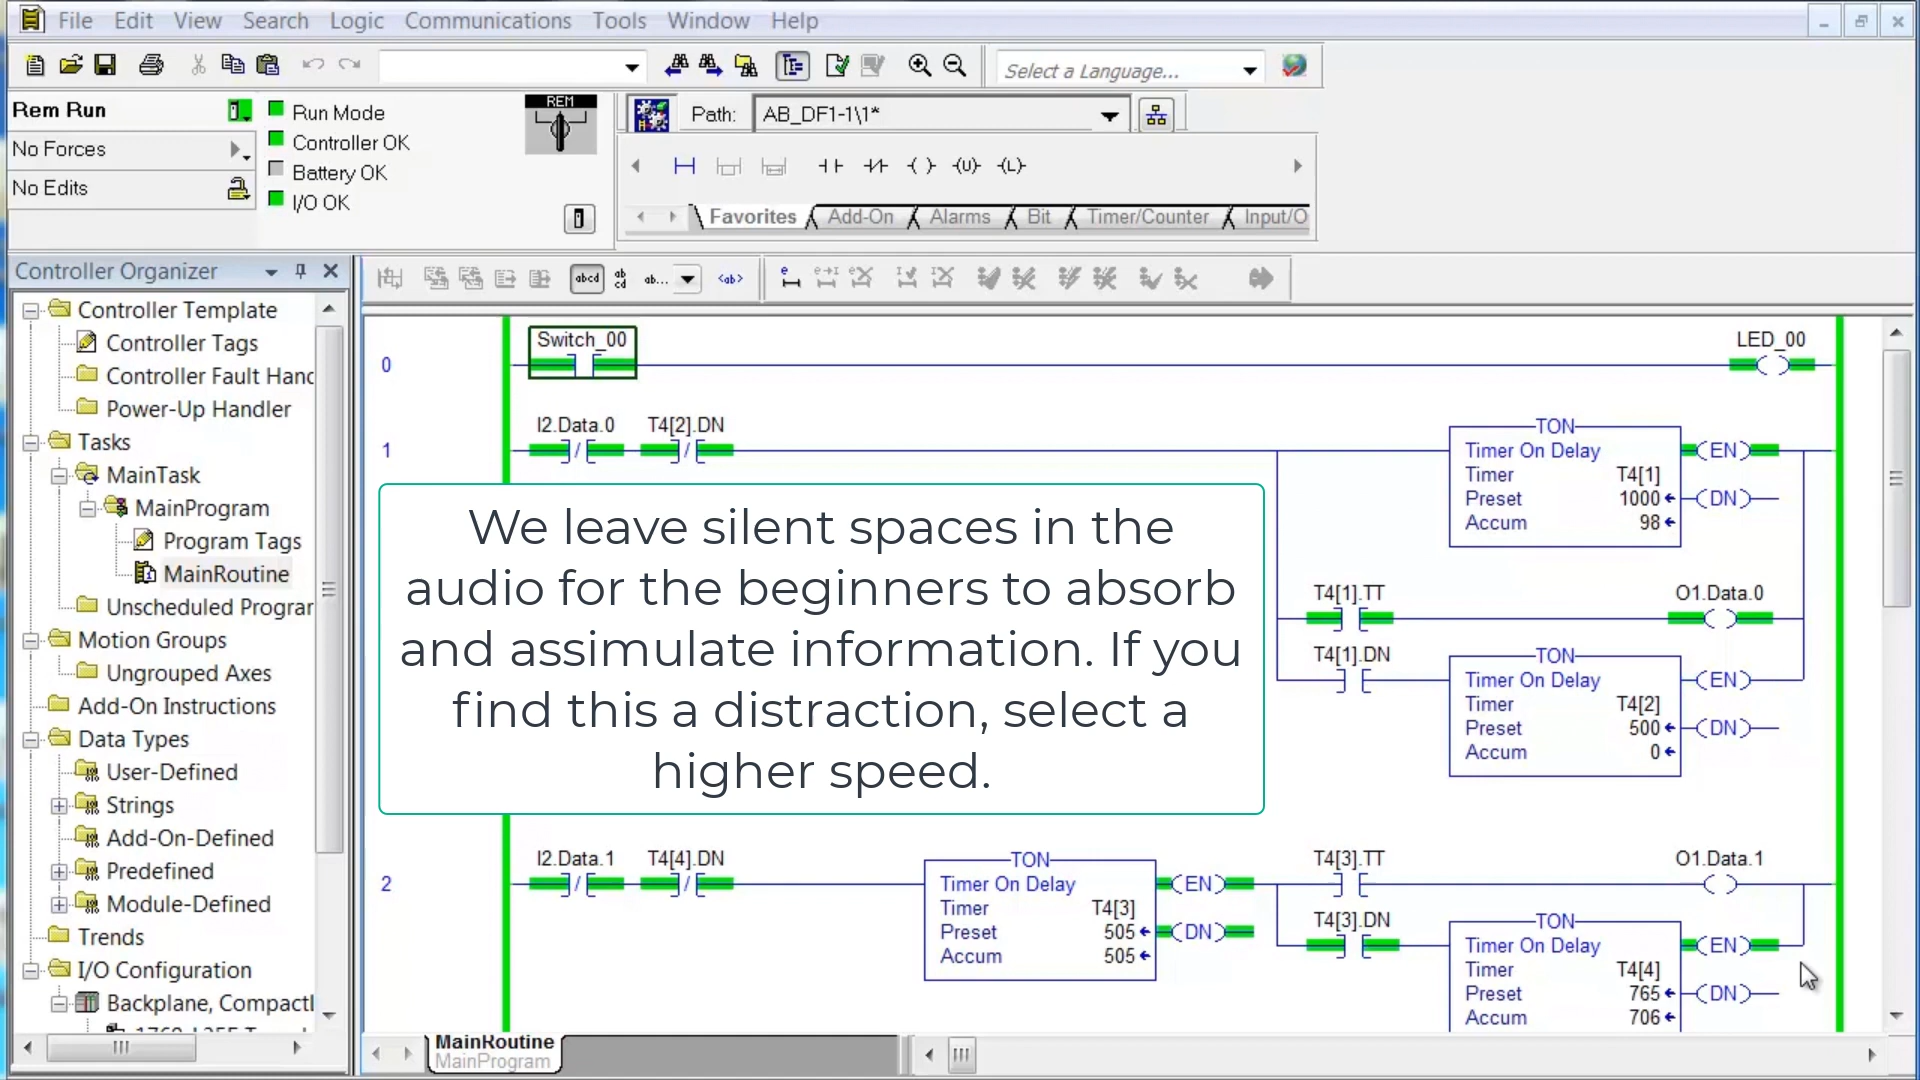 File Edit View Search Logic Communications Tools Window Help
Select a Language...
Rem Run
No Forces
No Edits
Run Mode
Controller OK
Battery OK
I/O OK
REM
Path: AB_DF1-1\1*
Favorites Add-On Alarms Bit Timer/Counter Input/O
Controller Organizer
Controller Template
Controller Tags
Controller Fault Hand
Power-Up Handler
Tasks
MainTask
MainProgram
Program Tags
MainRoutine
Unscheduled Program
Motion Groups
Ungrouped Axes
Add-On Instructions
Data Types
User-Defined
Strings
Add-On-Defined
Predefined
Module-Defined
Trends
I/O Configuration
Backplane, Compactl
abcd
ab cd
ab...
<ab>
0
Switch_00
LED_00
1
I2.Data.0 T4[2].DN
TON
Timer On Delay
Timer T4[1]
Preset 1000
Accum 98
EN
DN
T4[1].TT
O1.Data.0
T4[1].DN
TON
Timer On Delay
Timer T4[2]
Preset 500
Accum 0
EN
DN
We leave silent spaces in the
audio for the beginners to absorb
and assimulate information. If you
find this a distraction, select a
higher speed.
2
I2.Data.1 T4[4].DN
TON
Timer On Delay
Timer T4[3]
Preset 505
Accum 505
EN
DN
T4[3].TT
O1.Data.1
T4[3].DN
TON
Timer On Delay
Timer T4[4]
Preset 765
Accum 706
EN
DN
MainRoutine
MainProgram